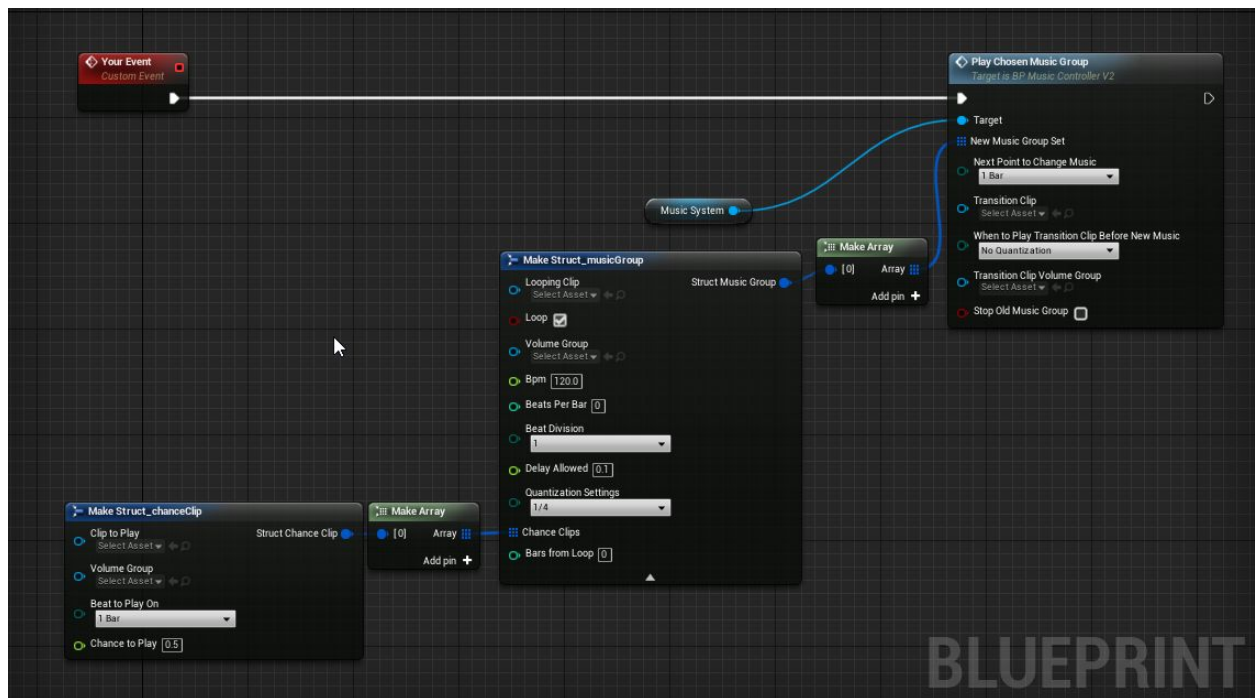 Your Event
Custom Event
Play Chosen Music Group
Target is BP Music Controller V2
Target
New Music Group Set
Next Point to Change Music
1 Bar
Transition Clip
Select Asset
When to Play Transition Clip Before New Music
No Quantization
Transition Clip Volume Group
Select Asset
Stop Old Music Group
Music System
Make Array
[0] Array
Add pin +
Make Struct_musicGroup
Looping Clip Struct Music Group
Select Asset
Loop
Volume Group
Select Asset
Bpm 120.0
Beats Per Bar 0
Beat Division
1
Delay Allowed 0.1
Quantization Settings
1/4
Chance Clips
Bars from Loop 0
Make Struct_chanceClip
Clip to Play Struct Chance Clip
Select Asset
Volume Group
Select Asset
Beat to Play On
1 Bar
Chance to Play 0.5
Make Array
[0] Array
Add pin +
BLUEPRINT